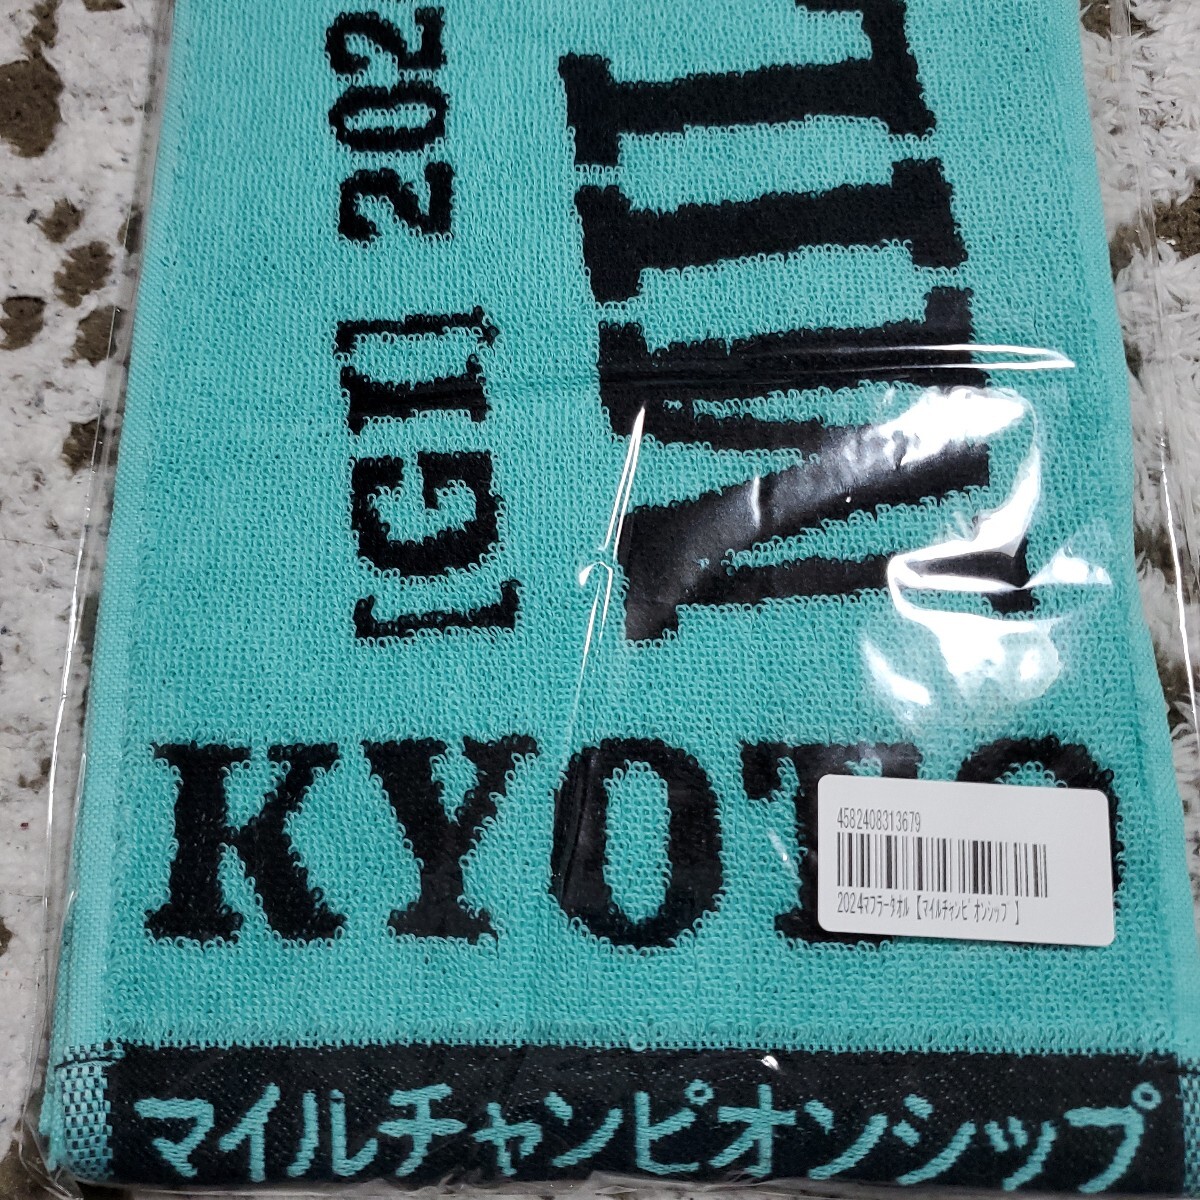 [GI] 202
MIL
KYOTO
4582408313679
2024マフラータオル【マイルチャンピオンシップ】
マイルチャンピオンシップ